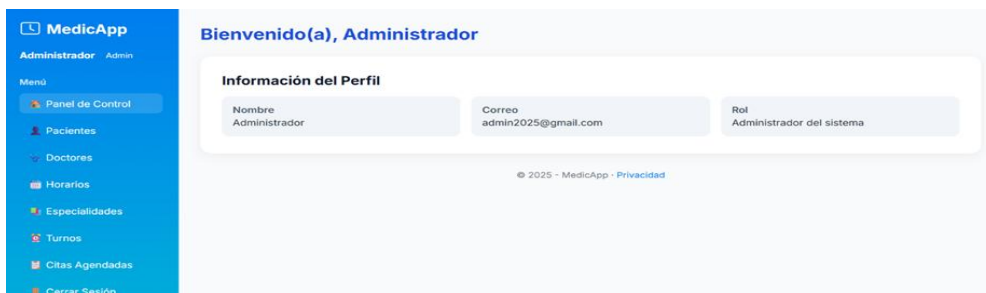 MedicApp
Administrador Admin
Menú
Panel de Control
Pacientes
Doctores
Horarios
Especialidades
Turnos
Citas Agendadas
Cerrar Sesión
Bienvenido(a), Administrador
Información del Perfil
Nombre
Administrador
Correo
admin2025@gmail.com
Rol
Administrador del sistema
© 2025 - MedicApp - Privacidad